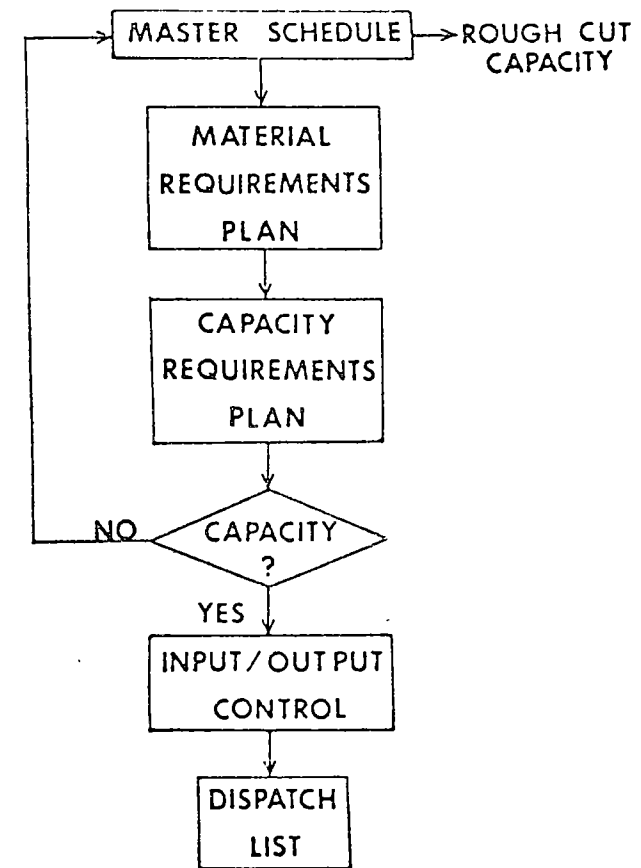 MASTER SCHEDULE
ROUGH CUT
CAPACITY
MATERIAL
REQUIREMENTS
PLAN
CAPACITY
REQUIREMENTS
PLAN
NO
CAPACITY
?
YES
INPUT/OUTPUT
CONTROL
DISPATCH
LIST